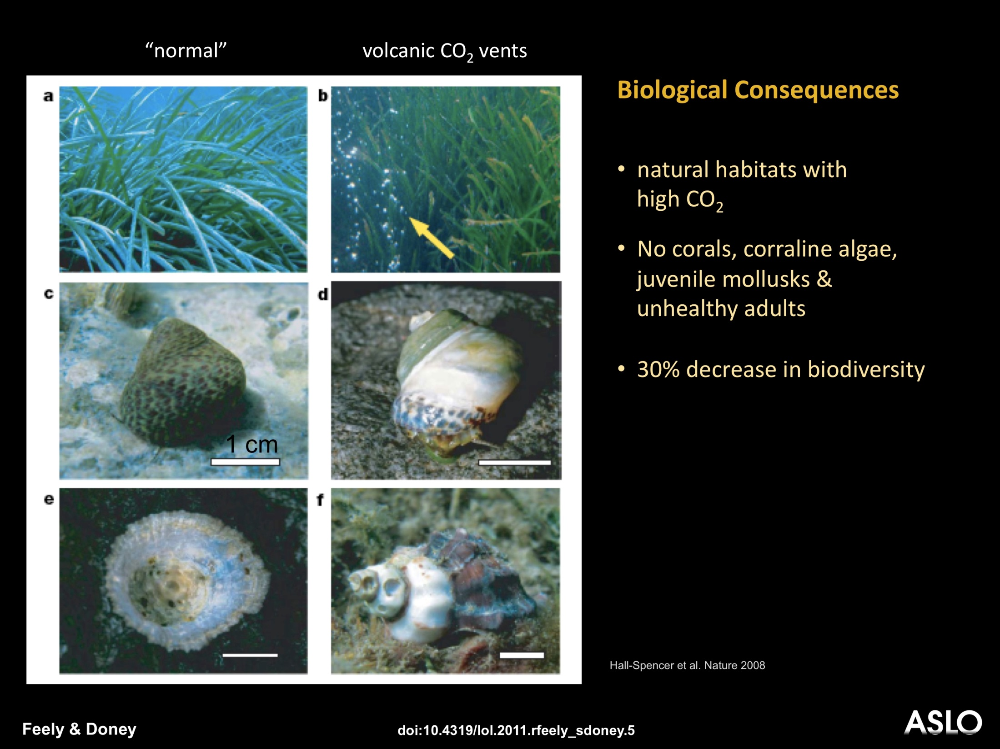 “normal”
volcanic CO₂ vents
a
b
c
d
1 cm
e
f
Biological Consequences
• natural habitats with
high CO₂
• No corals, corraline algae,
juvenile mollusks &
unhealthy adults
• 30% decrease in biodiversity
Hall-Spencer et al. Nature 2008
Feely & Doney
doi:10.4319/lol.2011.rfeely_sdoney.5
ASLO